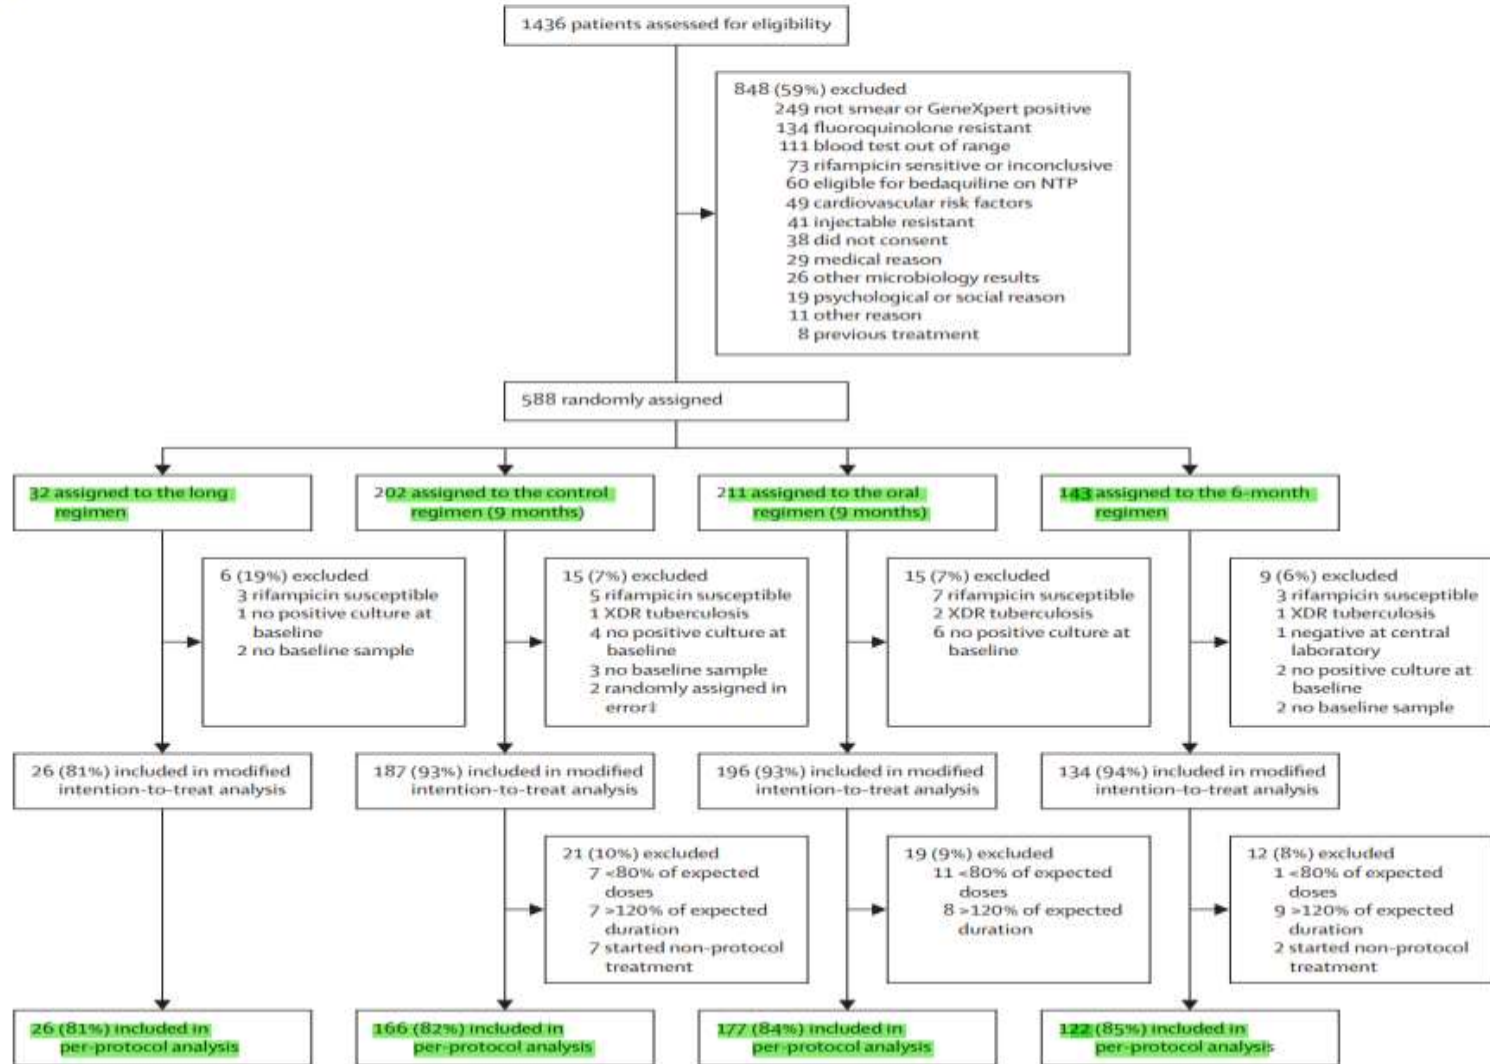 1436 patients assessed for eligibility
848 (59%) excluded
249 not smear or GeneXpert positive
134 fluoroquinolone resistant
111 blood test out of range
73 rifampicin sensitive or inconclusive
60 eligible for bedaquiline on NTP
49 cardiovascular risk factors
41 injectable resistant
38 did not consent
29 medical reason
26 other microbiology results
19 psychological or social reason
11 other reason
8 previous treatment
588 randomly assigned
32 assigned to the long
regimen
202 assigned to the control
regimen (9 months)
211 assigned to the oral
regimen (9 months)
143 assigned to the 6-month
regimen
6 (19%) excluded
3 rifampicin susceptible
1 no positive culture at
baseline
2 no baseline sample
15 (7%) excluded
5 rifampicin susceptible
1 XDR tuberculosis
4 no positive culture at
baseline
3 no baseline sample
2 randomly assigned in
error‡
15 (7%) excluded
7 rifampicin susceptible
2 XDR tuberculosis
6 no positive culture at
baseline
9 (6%) excluded
3 rifampicin susceptible
1 XDR tuberculosis
1 negative at central
laboratory
2 no positive culture at
baseline
2 no baseline sample
26 (81%) included in modified
intention-to-treat analysis
187 (93%) included in modified
intention-to-treat analysis
196 (93%) included in modified
intention-to-treat analysis
134 (94%) included in modified
intention-to-treat analysis
21 (10%) excluded
7 <80% of expected
doses
7 >120% of expected
duration
7 started non-protocol
treatment
19 (9%) excluded
11 <80% of expected
doses
8 >120% of expected
duration
12 (8%) excluded
1 <80% of expected
doses
9 >120% of expected
duration
2 started non-protocol
treatment
26 (81%) included in
per-protocol analysis
166 (82%) included in
per-protocol analysis
177 (84%) included in
per-protocol analysis
122 (85%) included in
per-protocol analysis